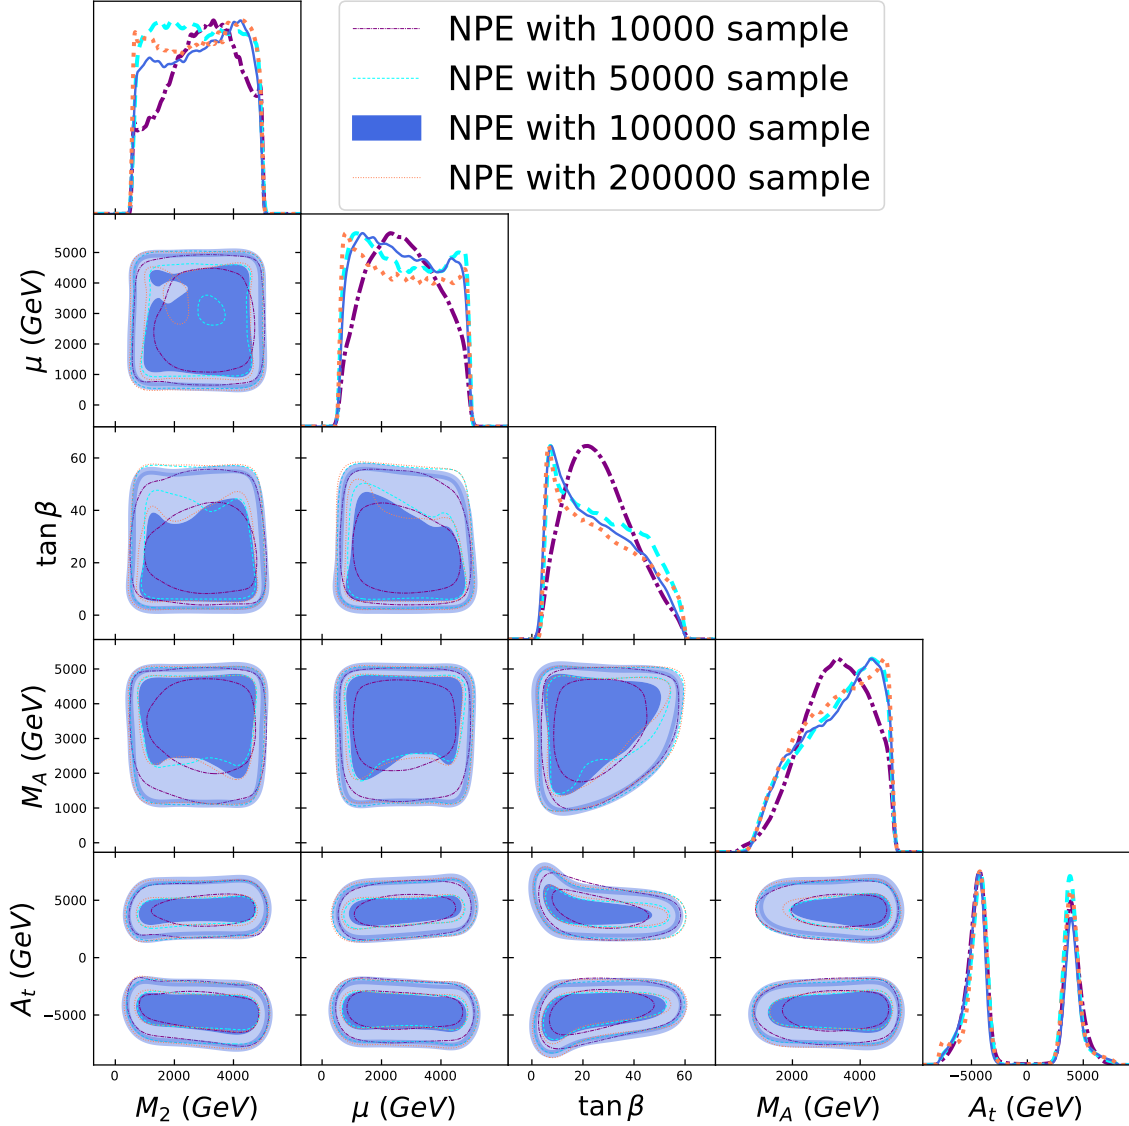 NPE with 10000 sample
NPE with 50000 sample
NPE with 100000 sample
NPE with 200000 sample
μ (GeV)
5000
4000
3000
2000
1000
0
tan β
60
40
20
0
M_A (GeV)
5000
4000
3000
2000
1000
0
A_t (GeV)
5000
0
−5000
0 2000 4000
0 2000 4000
0 20 40 60
2000 4000
−5000 0 5000
M_2 (GeV)
μ (GeV)
tan β
M_A (GeV)
A_t (GeV)